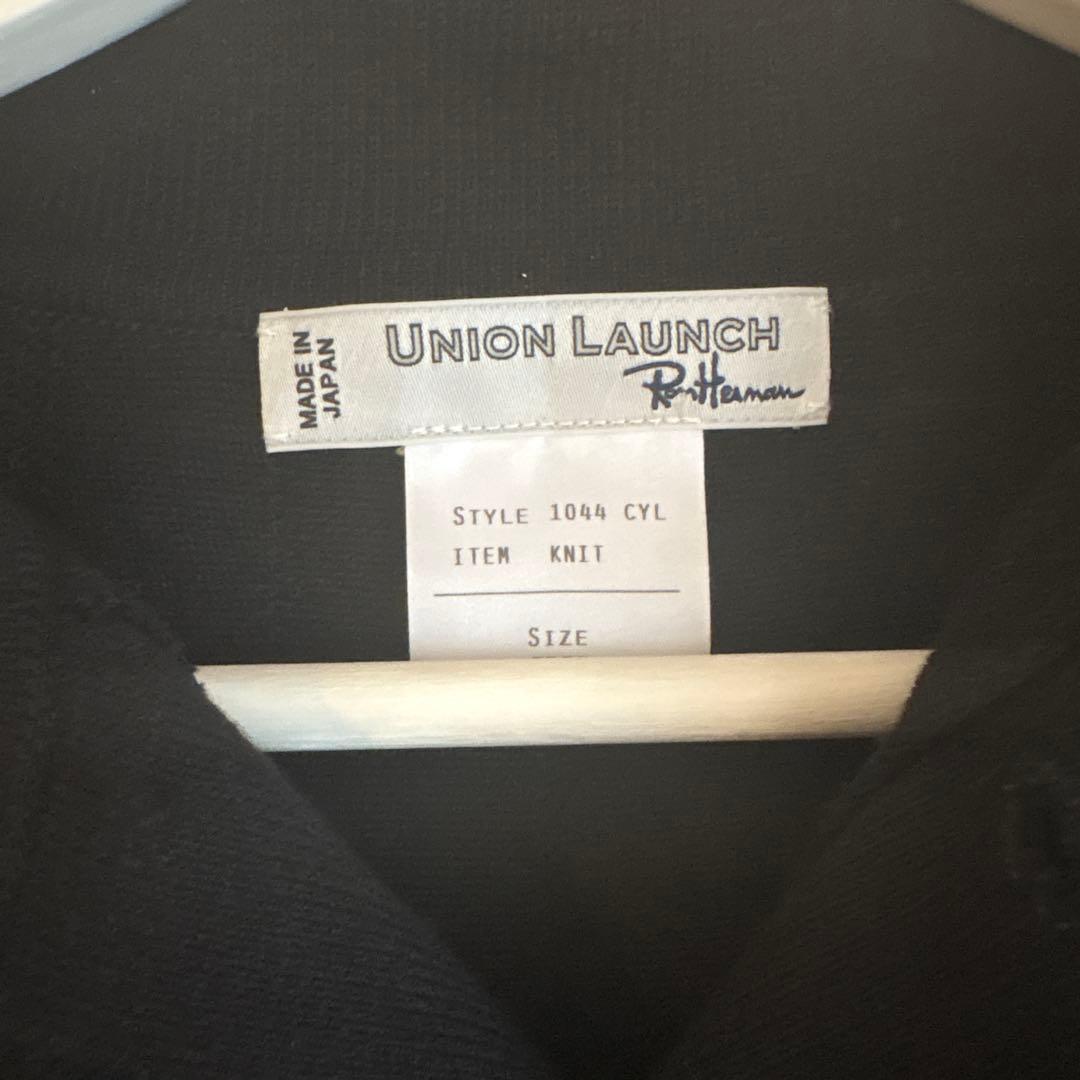 MADE IN
JAPAN
UNION LAUNCH
Ron Herman
STYLE 1044 CYL
ITEM KNIT
SIZE